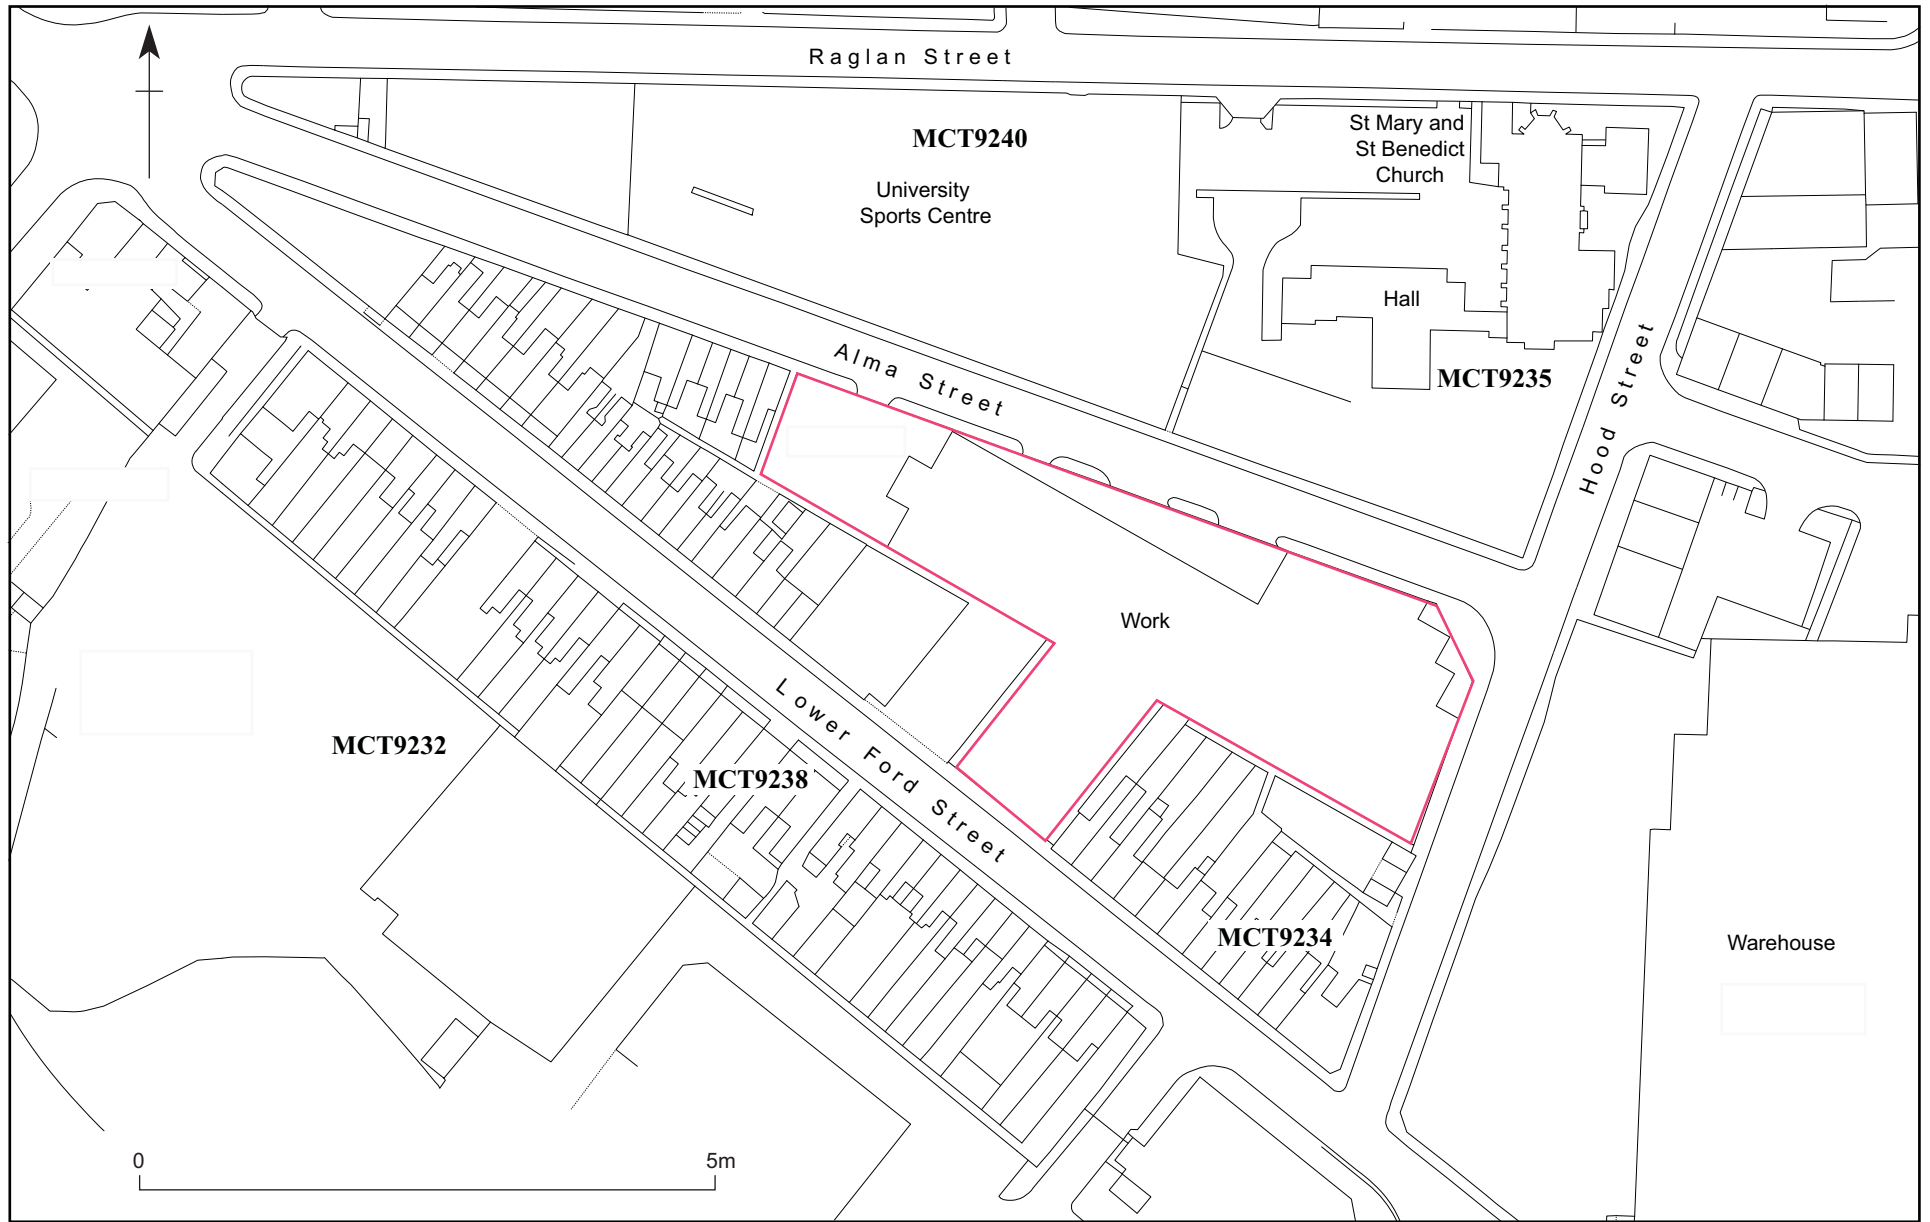 Raglan Street
MCT9240
University
Sports Centre
St Mary and
St Benedict
Church
Hall
MCT9235
Alma Street
Hood Street
Work
Lower Ford Street
MCT9232
MCT9238
MCT9234
Warehouse
0
5m